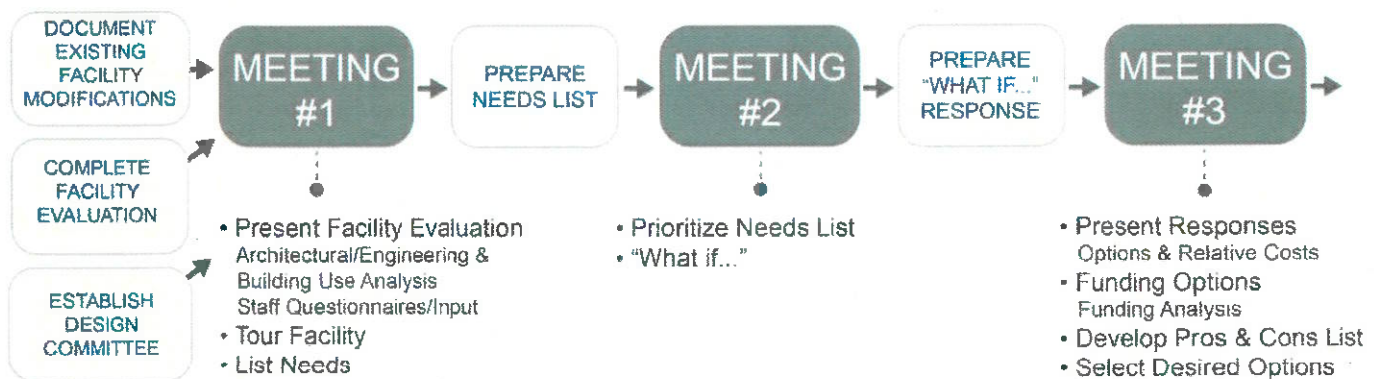 DOCUMENT
EXISTING
FACILITY
MODIFICATIONS
COMPLETE
FACILITY
EVALUATION
ESTABLISH
DESIGN
COMMITTEE
MEETING
#1
• Present Facility Evaluation
Architectural/Engineering &
Building Use Analysis
Staff Questionnaires/Input
• Tour Facility
• List Needs
PREPARE
NEEDS LIST
MEETING
#2
• Prioritize Needs List
• "What if..."
PREPARE
"WHAT IF..."
RESPONSE
MEETING
#3
• Present Responses
Options & Relative Costs
• Funding Options
Funding Analysis
• Develop Pros & Cons List
• Select Desired Options